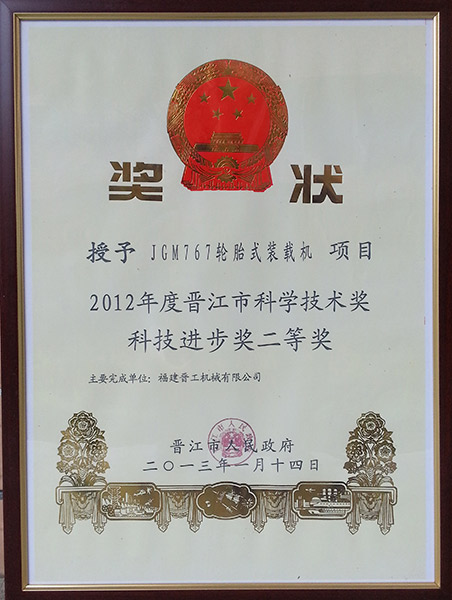 奖 状
授予 JGM767轮胎式装载机 项目
2012年度晋江市科学技术奖
科技进步奖二等奖
主要完成单位：福建晋工机械有限公司
晋江市人民政府
二〇一三年一月十四日